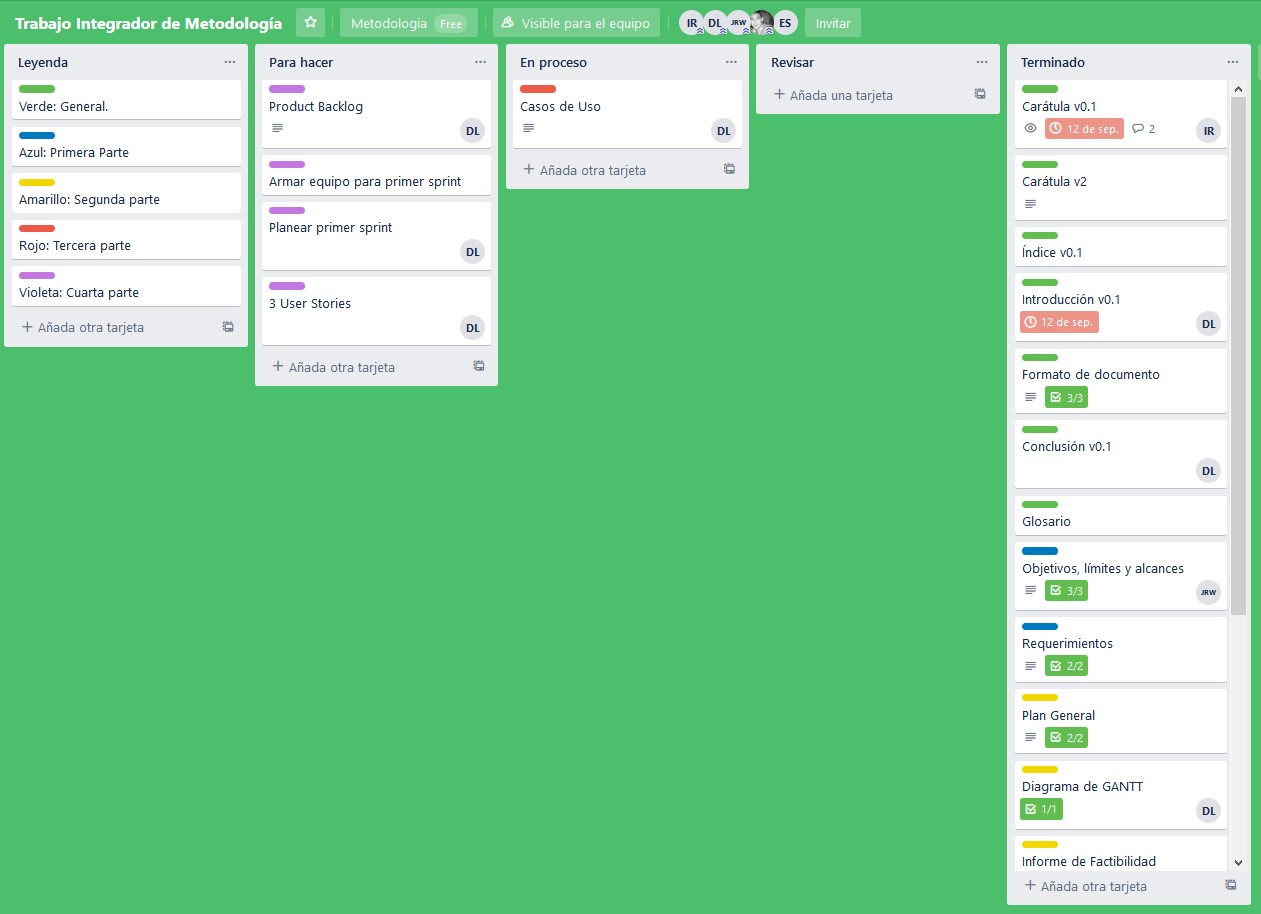 Trabajo Integrador de Metodología
Metodologia Free
Visible para el equipo
IR DL JRW ES
Invitar
Leyenda
Verde: General.
Azul: Primera Parte
Amarillo: Segunda parte
Rojo: Tercera parte
Violeta: Cuarta parte
Añada otra tarjeta
Para hacer
Product Backlog
DL
Armar equipo para primer sprint
Planear primer sprint
DL
3 User Stories
DL
Añada otra tarjeta
En proceso
Casos de Uso
DL
Añada otra tarjeta
Revisar
Añada una tarjeta
Terminado
Carátula v0.1
12 de sep. 2 IR
Carátula v2
Índice v0.1
Introducción v0.1
12 de sep. DL
Formato de documento
3/3
Conclusión v0.1
DL
Glosario
Objetivos, límites y alcances
3/3 JRW
Requerimientos
2/2
Plan General
2/2
Diagrama de GANTT
1/1 DL
Informe de Factibilidad
Añada otra tarjeta